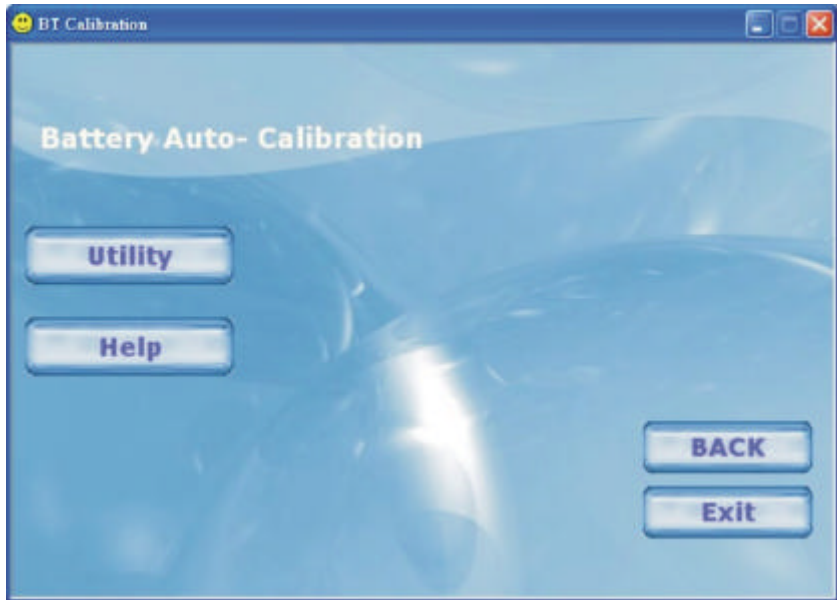 BT Calibration
Battery Auto- Calibration
Utility
Help
BACK
Exit